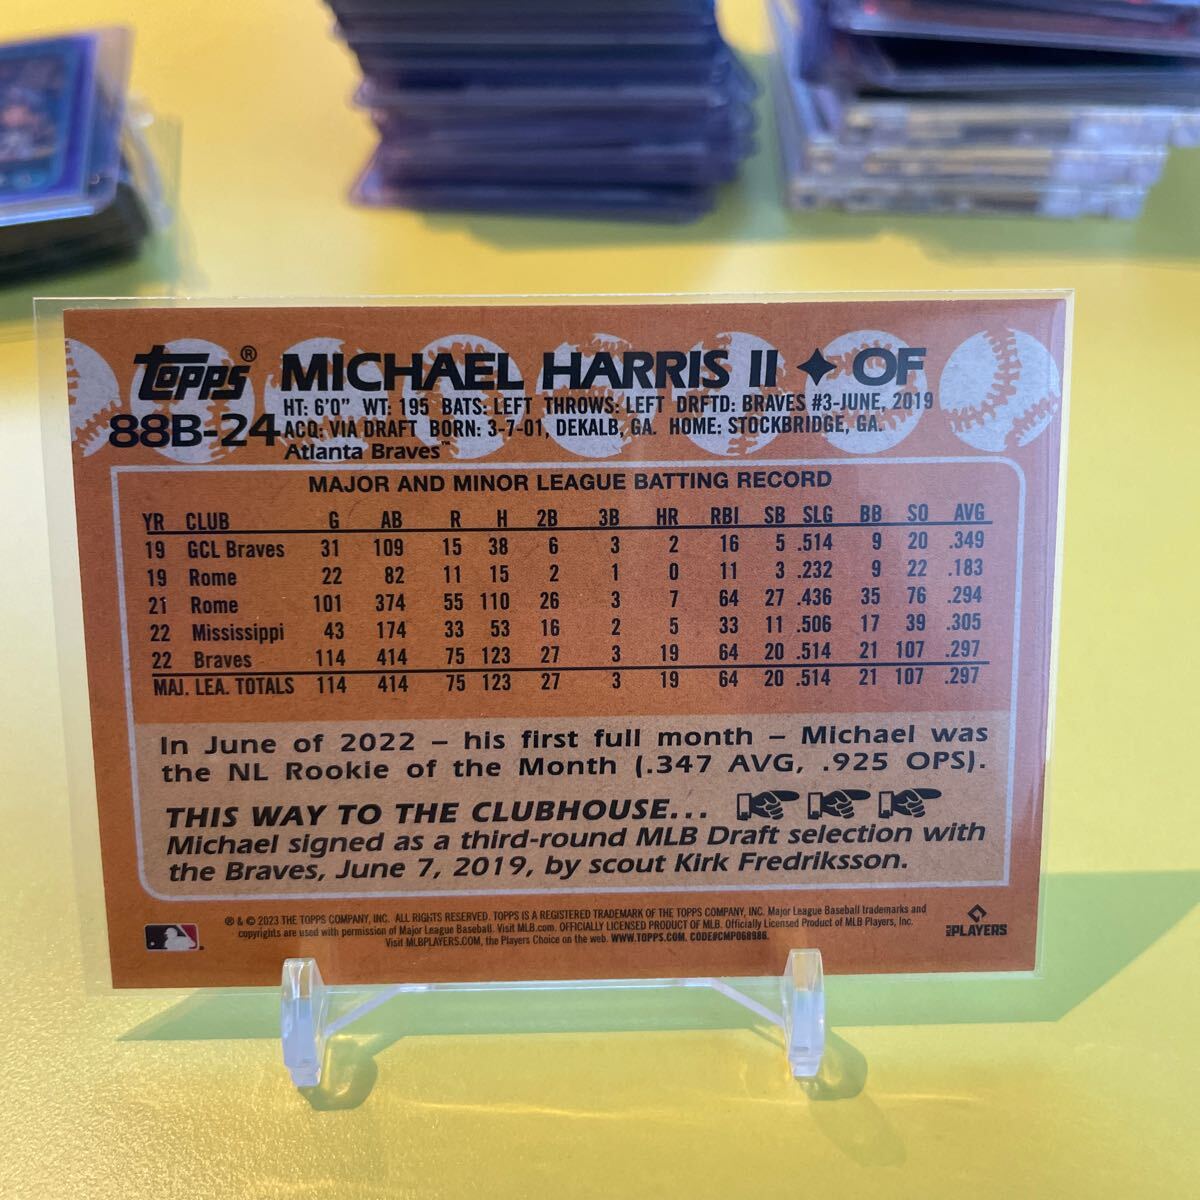 Topps® MICHAEL HARRIS II ✦ OF
88B-24 HT: 6'0" WT: 195 BATS: LEFT THROWS: LEFT DRFTD: BRAVES #3-JUNE, 2019
ACQ: VIA DRAFT BORN: 3-7-01, DEKALB, GA. HOME: STOCKBRIDGE, GA.
Atlanta Braves™
MAJOR AND MINOR LEAGUE BATTING RECORD
YR CLUB G AB R H 2B 3B HR RBI SB SLG BB SO AVG
19 GCL Braves 31 109 15 38 6 3 2 16 5 .514 9 20 .349
19 Rome 22 82 11 15 2 1 0 11 3 .232 9 22 .183
21 Rome 101 374 55 110 26 3 7 64 27 .436 35 76 .294
22 Mississippi 43 174 33 53 16 2 5 33 11 .506 17 39 .305
22 Braves 114 414 75 123 27 3 19 64 20 .514 21 107 .297
MAJ. LEA. TOTALS 114 414 75 123 27 3 19 64 20 .514 21 107 .297
In June of 2022 – his first full month – Michael was
the NL Rookie of the Month (.347 AVG, .925 OPS).
THIS WAY TO THE CLUBHOUSE...
Michael signed as a third-round MLB Draft selection with
the Braves, June 7, 2019, by scout Kirk Fredriksson.
® & © 2023 THE TOPPS COMPANY, INC. ALL RIGHTS RESERVED. TOPPS IS A REGISTERED TRADEMARK OF THE TOPPS COMPANY, INC. Major League Baseball trademarks and
copyrights are used with permission of Major League Baseball. Visit MLB.com. OFFICIALLY LICENSED PRODUCT OF MLB. Officially Licensed Product of MLB Players, Inc.
Visit MLBPLAYERS.COM, the Players Choice on the web. WWW.TOPPS.COM. CODE#CMP068986.
MLB PLAYERS